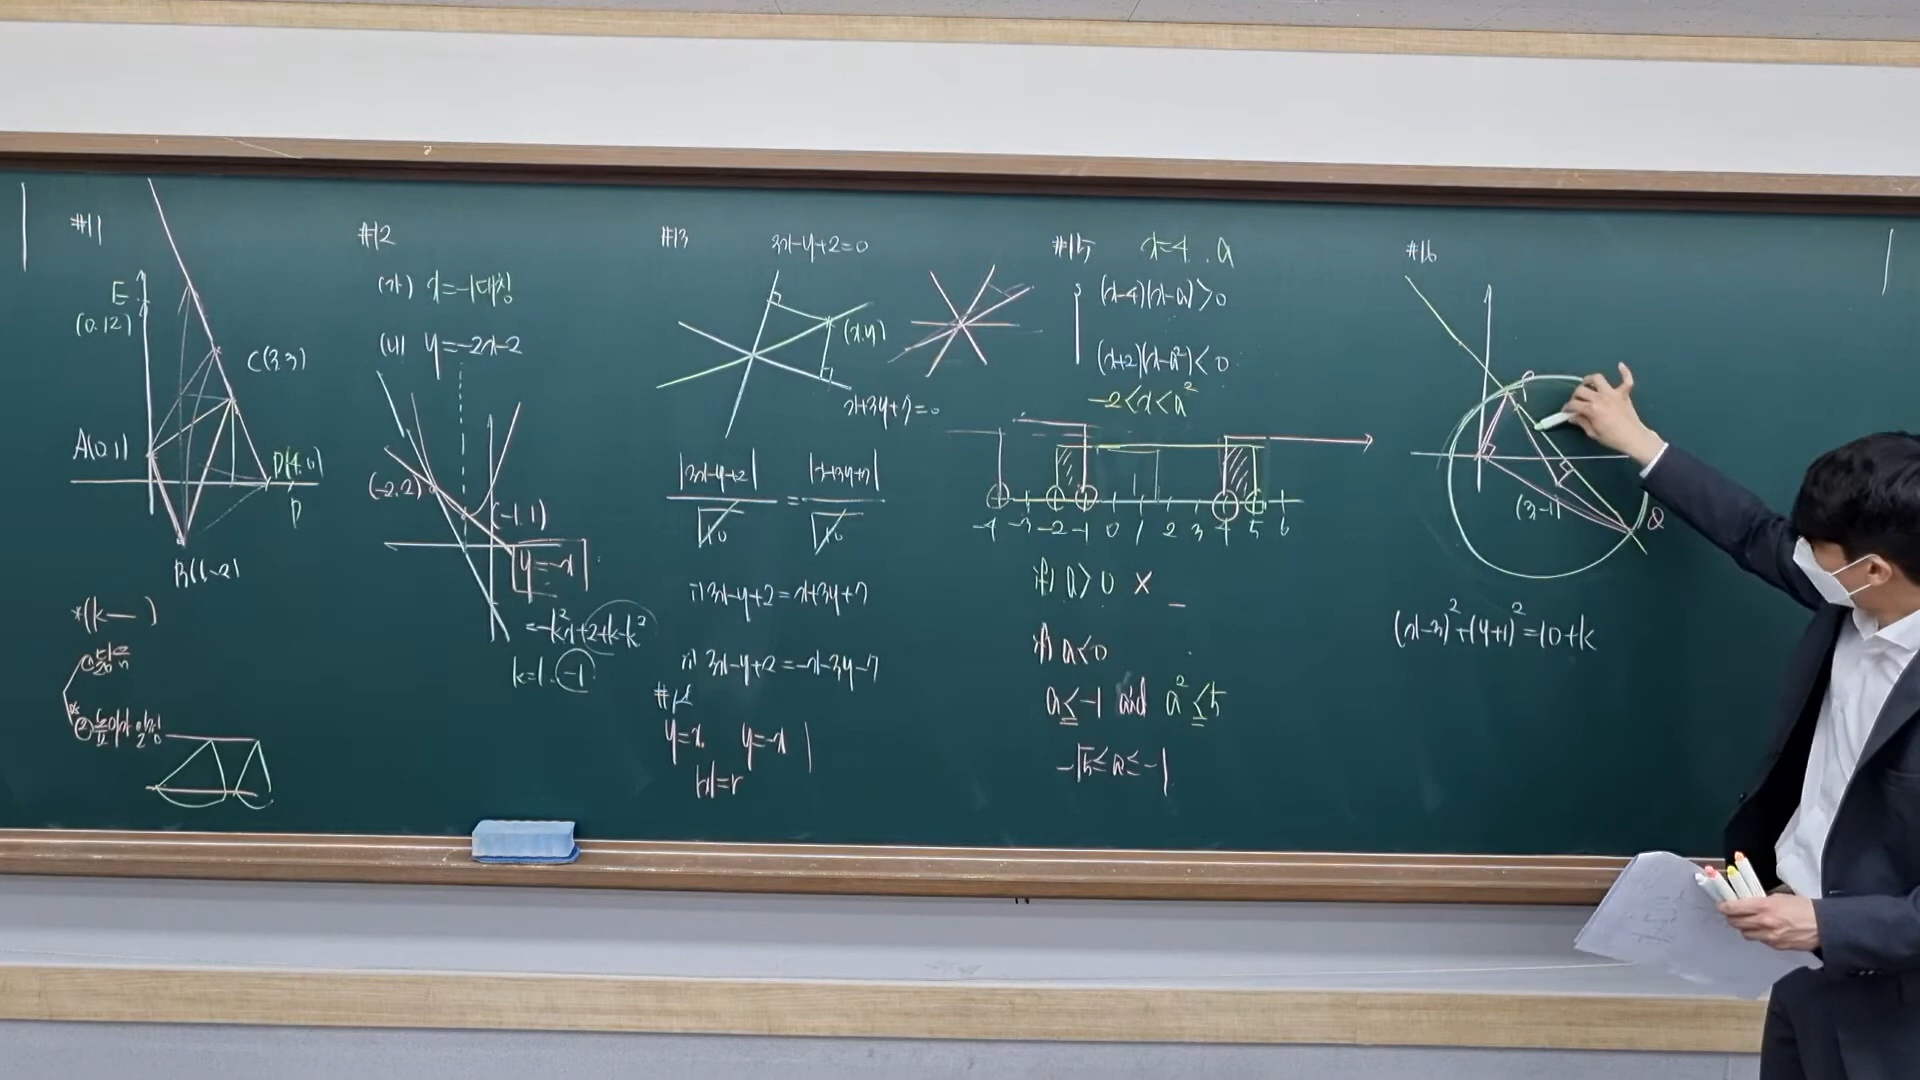 #11
E
(0.12)
C(3,3)
A(0,1)
D(4,0)
P
*(k— )
#12
(가) x=-1대칭
(나) y=-2x-2
(-2,2)
(-1,1)
y=-x
=-k²x+2+k-k²
k=1. -1
#13
3x-y+2=0
(x,y)
x+3y+7=0
|3x-y+2| = |x+3y+7|
√10 √10
i) 3x-y+2=x+3y+7
ii) 3x-y+2=-x-3y-7
y=x. y=-x
#15 x=4 . a
(x-4)(x-a)>0
(x+2)(x-a²)<0
-2<x<a²
-4 -3 -2 -1 0 1 2 3 4 5 6
if) a>0 ×
if) a<0
a≤-1 and a²≤5
-√5≤a≤-1
#16
P
(3,-1)
Q
(x-3)²+(y+1)²=10+k